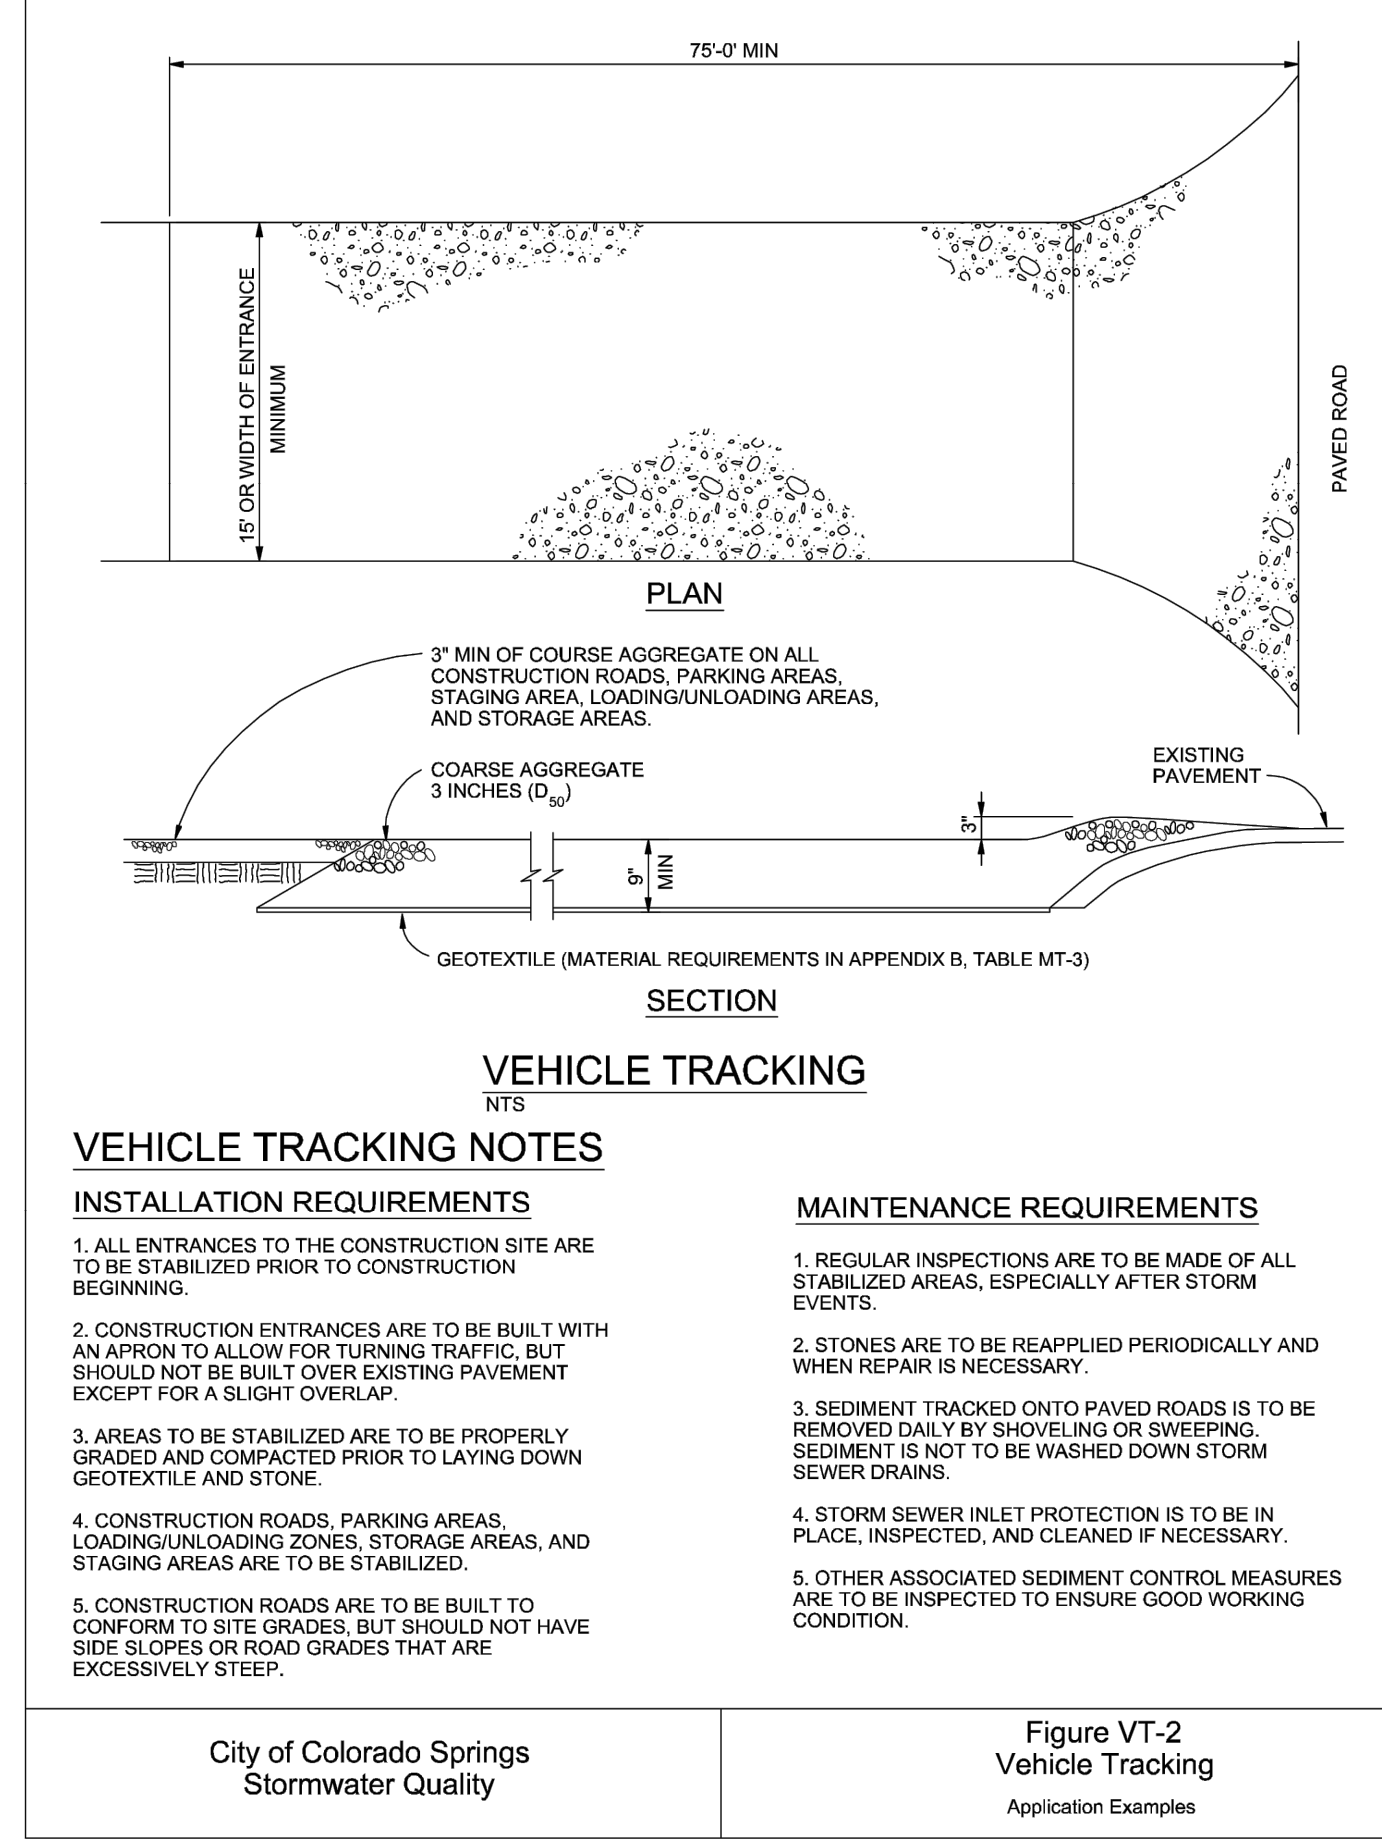 75'-0' MIN
15' OR WIDTH OF ENTRANCE
MINIMUM
PAVED ROAD
PLAN
3" MIN OF COURSE AGGREGATE ON ALL
CONSTRUCTION ROADS, PARKING AREAS,
STAGING AREA, LOADING/UNLOADING AREAS,
AND STORAGE AREAS.
COARSE AGGREGATE
3 INCHES (D50)
EXISTING
PAVEMENT
3"
9"
MIN
GEOTEXTILE (MATERIAL REQUIREMENTS IN APPENDIX B, TABLE MT-3)
SECTION
VEHICLE TRACKING
NTS
VEHICLE TRACKING NOTES
INSTALLATION REQUIREMENTS
1. ALL ENTRANCES TO THE CONSTRUCTION SITE ARE
TO BE STABILIZED PRIOR TO CONSTRUCTION
BEGINNING.
2. CONSTRUCTION ENTRANCES ARE TO BE BUILT WITH
AN APRON TO ALLOW FOR TURNING TRAFFIC, BUT
SHOULD NOT BE BUILT OVER EXISTING PAVEMENT
EXCEPT FOR A SLIGHT OVERLAP.
3. AREAS TO BE STABILIZED ARE TO BE PROPERLY
GRADED AND COMPACTED PRIOR TO LAYING DOWN
GEOTEXTILE AND STONE.
4. CONSTRUCTION ROADS, PARKING AREAS,
LOADING/UNLOADING ZONES, STORAGE AREAS, AND
STAGING AREAS ARE TO BE STABILIZED.
5. CONSTRUCTION ROADS ARE TO BE BUILT TO
CONFORM TO SITE GRADES, BUT SHOULD NOT HAVE
SIDE SLOPES OR ROAD GRADES THAT ARE
EXCESSIVELY STEEP.
MAINTENANCE REQUIREMENTS
1. REGULAR INSPECTIONS ARE TO BE MADE OF ALL
STABILIZED AREAS, ESPECIALLY AFTER STORM
EVENTS.
2. STONES ARE TO BE REAPPLIED PERIODICALLY AND
WHEN REPAIR IS NECESSARY.
3. SEDIMENT TRACKED ONTO PAVED ROADS IS TO BE
REMOVED DAILY BY SHOVELING OR SWEEPING.
SEDIMENT IS NOT TO BE WASHED DOWN STORM
SEWER DRAINS.
4. STORM SEWER INLET PROTECTION IS TO BE IN
PLACE, INSPECTED, AND CLEANED IF NECESSARY.
5. OTHER ASSOCIATED SEDIMENT CONTROL MEASURES
ARE TO BE INSPECTED TO ENSURE GOOD WORKING
CONDITION.
City of Colorado Springs
Stormwater Quality
Figure VT-2
Vehicle Tracking
Application Examples